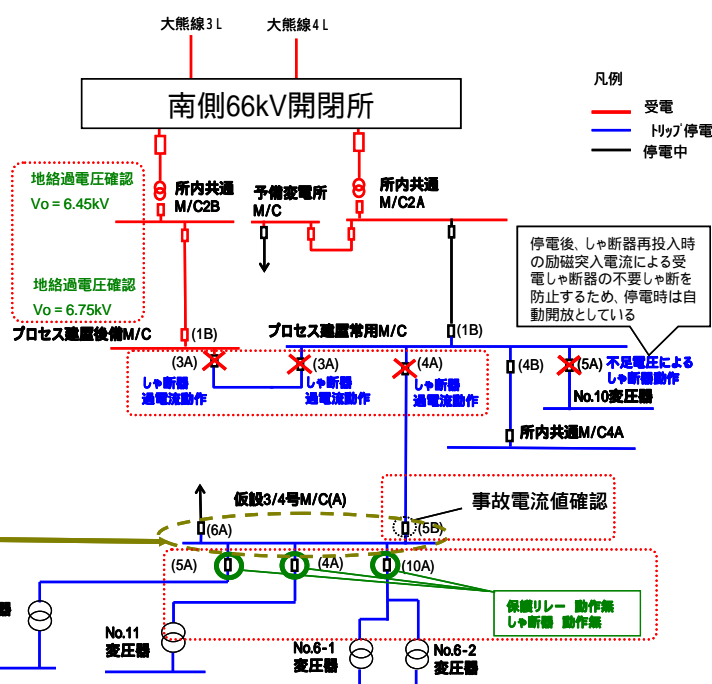 大熊線3L
大熊線4L
南側66kV開閉所
凡例
受電
トリップ停電
停電中
地絡過電圧確認
Vo = 6.45kV
所内共通
M/C2B
予備変電所
M/C
所内共通
M/C2A
停電後、しゃ断器再投入時
の励磁突入電流による受
電しゃ断器の不要しゃ断を
防止するため、停電時は自
動開放としている
地絡過電圧確認
Vo = 6.75kV
プロセス建屋後備M/C
(1B)
プロセス建屋常用M/C
(1B)
(3A)
(3A)
(4A)
(4B)
(5A)
不足電圧による
しゃ断器動作
しゃ断器
過電流動作
しゃ断器
過電流動作
しゃ断器
過電流動作
No.10変圧器
所内共通M/C4A
仮設3/4号M/C(A)
事故電流値確認
(6A)
(5B)
(5A)
(4A)
(10A)
保護リレー 動作無
しゃ断器 動作無
器
No.11
変圧器
No.6-1
変圧器
No.6-2
変圧器